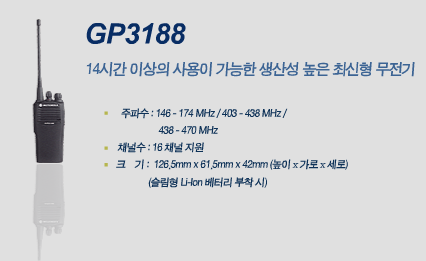 GP3188
14시간 이상의 사용이 가능한 생산성 높은 최신형 무전기
주파수 : 146 - 174 MHz / 403 - 438 MHz /
438 - 470 MHz
채널수 : 16 채널 지원
크 기 : 126,5mm x 61,5mm x 42mm (높이 x 가로 x 세로)
(슬림형 Li-Ion 베터리 부착 시)